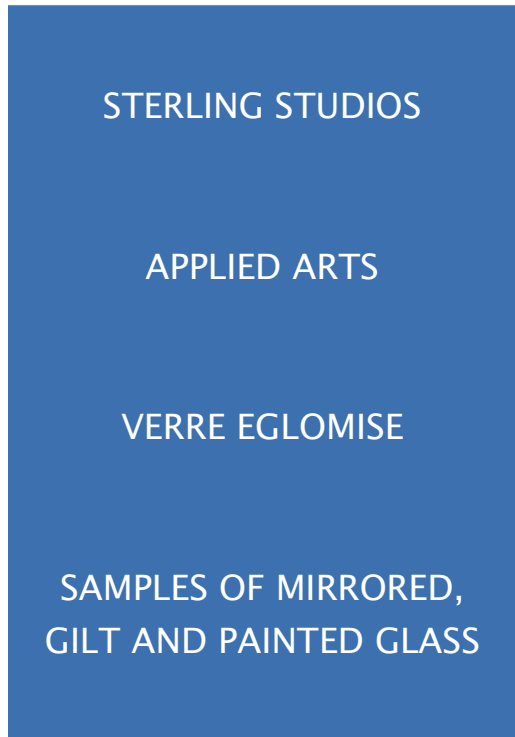 STERLING STUDIOS
APPLIED ARTS
VERRE EGLOMISE
SAMPLES OF MIRRORED,
GILT AND PAINTED GLASS